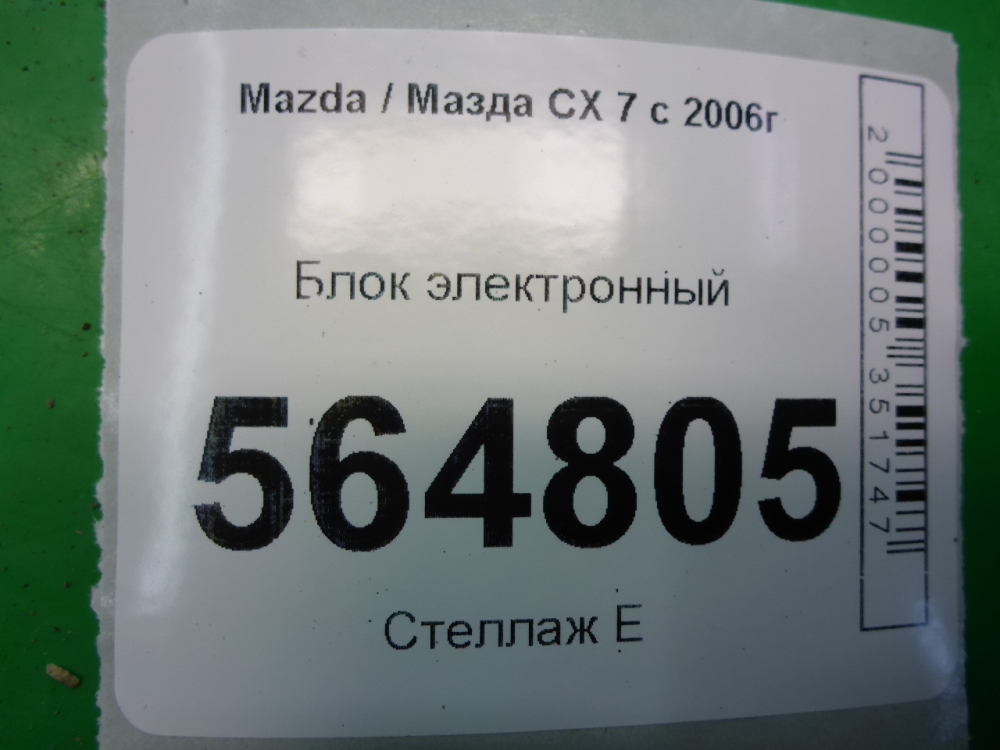 Mazda / Мазда CX 7 с 2006г
Блок электронный
564805
Стеллаж Е
2000005351747